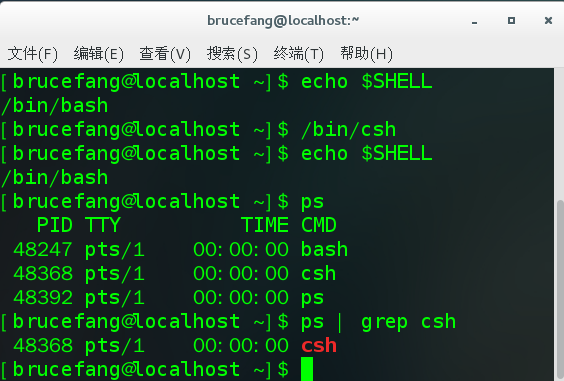 brucefang@localhost:~
文件(F) 编辑(E) 查看(V) 搜索(S) 终端(T) 帮助(H)
[brucefang@localhost ~]$ echo $SHELL
/bin/bash
[brucefang@localhost ~]$ /bin/csh
[brucefang@localhost ~]$ echo $SHELL
/bin/bash
[brucefang@localhost ~]$ ps
PID TTY TIME CMD
48247 pts/1 00:00:00 bash
48368 pts/1 00:00:00 csh
48392 pts/1 00:00:00 ps
[brucefang@localhost ~]$ ps | grep csh
48368 pts/1 00:00:00 csh
[brucefang@localhost ~]$